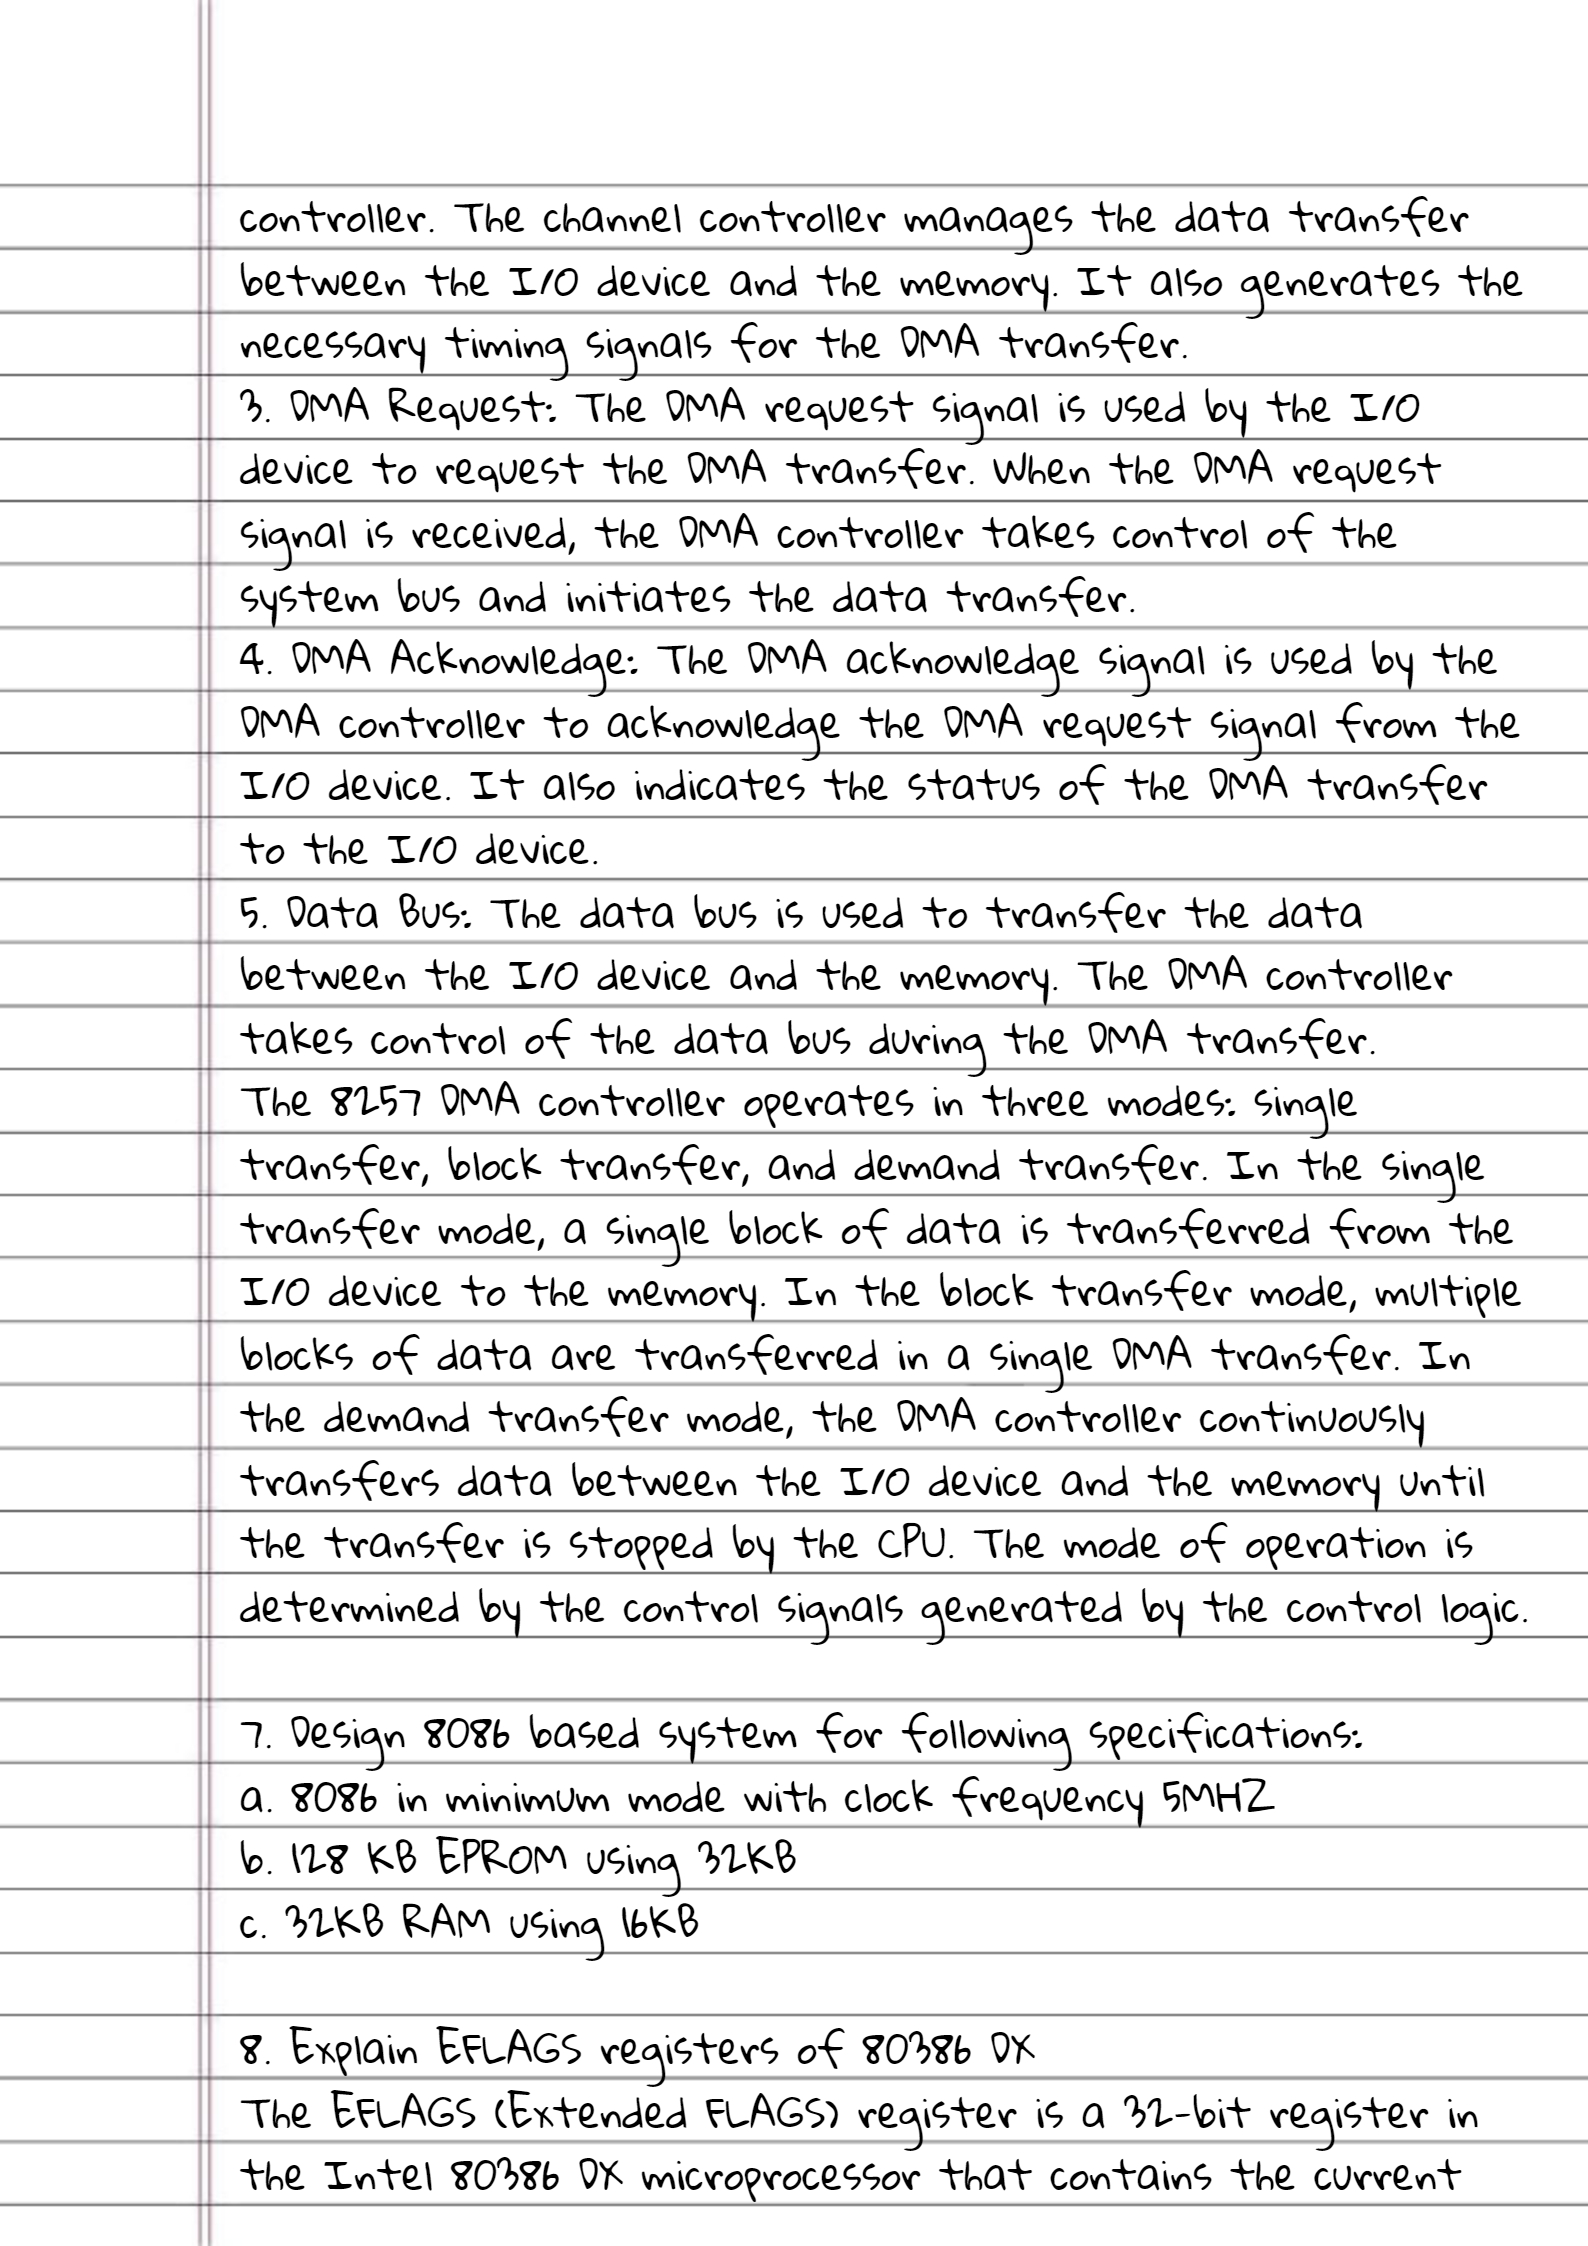 controller. The channel controller manages the data transfer
between the I/O device and the memory. It also generates the
necessary timing signals for the DMA transfer.
3. DMA Request: The DMA request signal is used by the I/O
device to request the DMA transfer. When the DMA request
signal is received, the DMA controller takes control of the
system bus and initiates the data transfer.
4. DMA Acknowledge: The DMA acknowledge signal is used by the
DMA controller to acknowledge the DMA request signal from the
I/O device. It also indicates the status of the DMA transfer
to the I/O device.
5. Data Bus: The data bus is used to transfer the data
between the I/O device and the memory. The DMA controller
takes control of the data bus during the DMA transfer.
The 8257 DMA controller operates in three modes: single
transfer, block transfer, and demand transfer. In the single
transfer mode, a single block of data is transferred from the
I/O device to the memory. In the block transfer mode, multiple
blocks of data are transferred in a single DMA transfer. In
the demand transfer mode, the DMA controller continuously
transfers data between the I/O device and the memory until
the transfer is stopped by the CPU. The mode of operation is
determined by the control signals generated by the control logic.
7. Design 8086 based system for following specifications:
a. 8086 in minimum mode with clock frequency 5MHZ
b. 128 KB EPROM using 32KB
c. 32KB RAM using 16KB
8. Explain EFLAGS registers of 80386 DX
The EFLAGS (Extended FLAGS) register is a 32-bit register in
the Intel 80386 DX microprocessor that contains the current